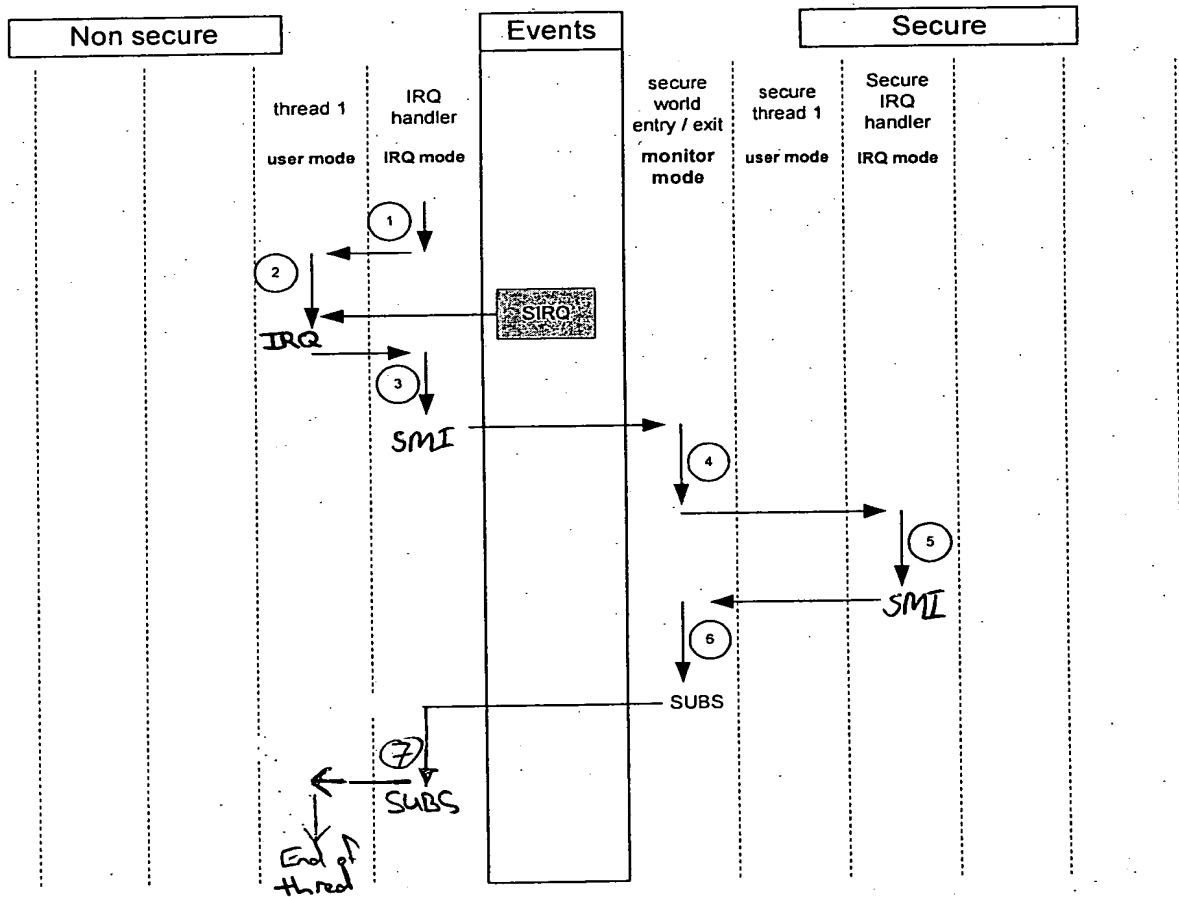 Non secure
Events
Secure
thread 1
user mode
IRQ
handler
IRQ mode
secure
world
entry / exit
monitor
mode
secure
thread 1
user mode
Secure
IRQ
handler
IRQ mode
1
2
SIRQ
IRQ
3
SMI
4
5
SMI
6
SUBS
7
SUBS
End of
thred